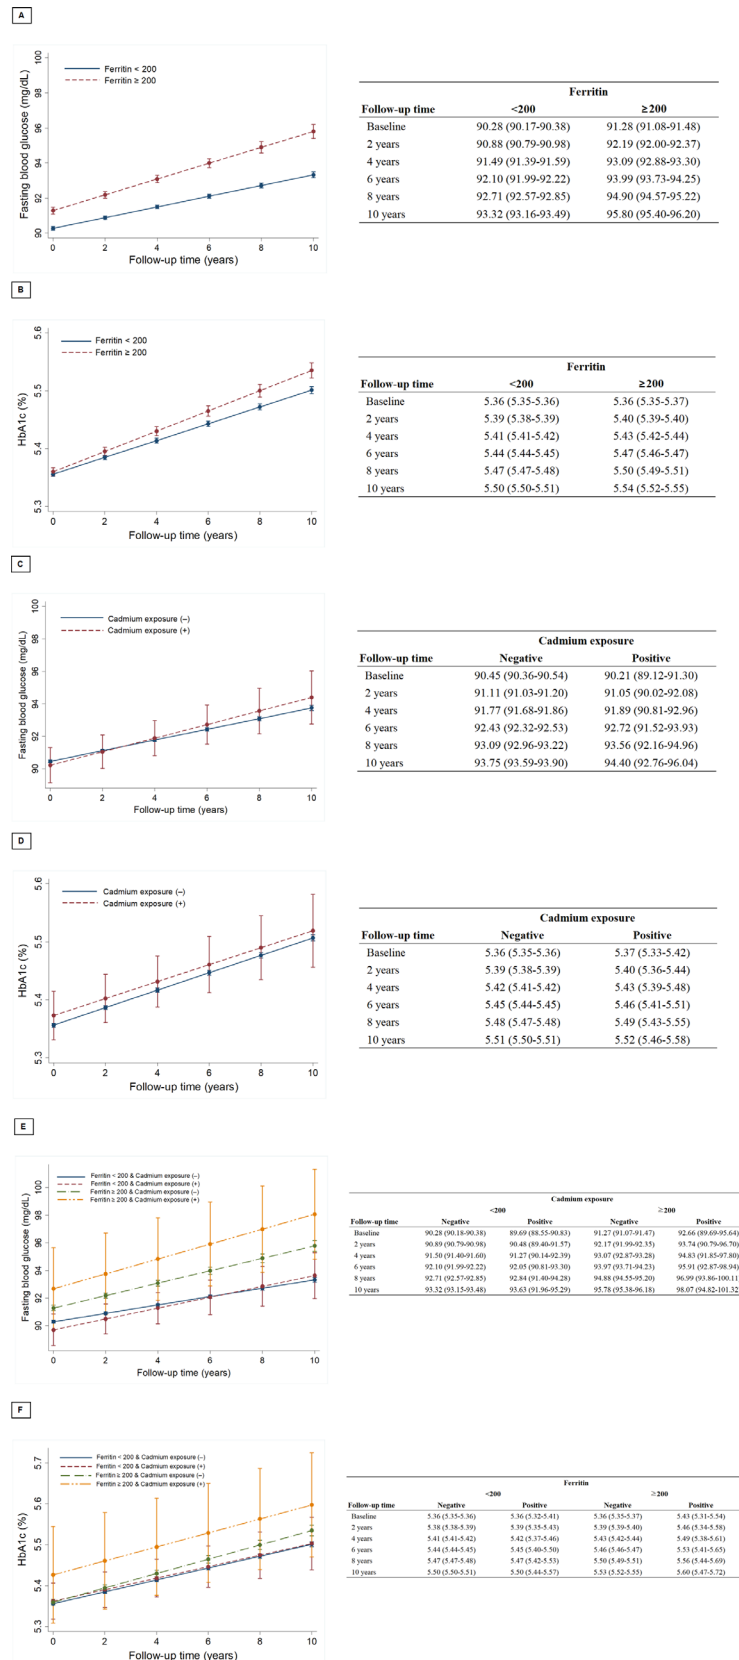 A
Fasting blood glucose (mg/dL)
100
98
96
94
92
90
Ferritin < 200
Ferritin ≥ 200
0 2 4 6 8 10
Follow-up time (years)
Ferritin
Follow-up time <200 ≥200
Baseline 90.28 (90.17-90.38) 91.28 (91.08-91.48)
2 years 90.88 (90.79-90.98) 92.19 (92.00-92.37)
4 years 91.49 (91.39-91.59) 93.09 (92.88-93.30)
6 years 92.10 (91.99-92.22) 93.99 (93.73-94.25)
8 years 92.71 (92.57-92.85) 94.90 (94.57-95.22)
10 years 93.32 (93.16-93.49) 95.80 (95.40-96.20)
B
HbA1c (%)
5.6
5.5
5.4
5.3
Ferritin < 200
Ferritin ≥ 200
0 2 4 6 8 10
Follow-up time (years)
Ferritin
Follow-up time <200 ≥200
Baseline 5.36 (5.35-5.36) 5.36 (5.35-5.37)
2 years 5.39 (5.38-5.39) 5.40 (5.39-5.40)
4 years 5.41 (5.41-5.42) 5.43 (5.42-5.44)
6 years 5.44 (5.44-5.45) 5.47 (5.46-5.47)
8 years 5.47 (5.47-5.48) 5.50 (5.49-5.51)
10 years 5.50 (5.50-5.51) 5.54 (5.52-5.55)
C
Fasting blood glucose (mg/dL)
100
98
96
94
92
90
Cadmium exposure (–)
Cadmium exposure (+)
0 2 4 6 8 10
Follow-up time (years)
Cadmium exposure
Follow-up time Negative Positive
Baseline 90.45 (90.36-90.54) 90.21 (89.12-91.30)
2 years 91.11 (91.03-91.20) 91.05 (90.02-92.08)
4 years 91.77 (91.68-91.86) 91.89 (90.81-92.96)
6 years 92.43 (92.32-92.53) 92.72 (91.52-93.93)
8 years 93.09 (92.96-93.22) 93.56 (92.16-94.96)
10 years 93.75 (93.59-93.90) 94.40 (92.76-96.04)
D
HbA1c (%)
5.6
5.5
5.4
5.3
Cadmium exposure (–)
Cadmium exposure (+)
0 2 4 6 8 10
Follow-up time (years)
Cadmium exposure
Follow-up time Negative Positive
Baseline 5.36 (5.35-5.36) 5.37 (5.33-5.42)
2 years 5.39 (5.38-5.39) 5.40 (5.36-5.44)
4 years 5.42 (5.41-5.42) 5.43 (5.39-5.48)
6 years 5.45 (5.44-5.45) 5.46 (5.41-5.51)
8 years 5.48 (5.47-5.48) 5.49 (5.43-5.55)
10 years 5.51 (5.50-5.51) 5.52 (5.46-5.58)
E
Fasting blood glucose (mg/dL)
100
98
96
94
92
90
Ferritin < 200 & Cadmium exposure (–)
Ferritin < 200 & Cadmium exposure (+)
Ferritin ≥ 200 & Cadmium exposure (–)
Ferritin ≥ 200 & Cadmium exposure (+)
0 2 4 6 8 10
Follow-up time (years)
Cadmium exposure
<200 ≥200
Follow-up time Negative Positive Negative Positive
Baseline 90.28 (90.18-90.38) 89.69 (88.55-90.83) 91.27 (91.07-91.47) 92.66 (89.69-95.64)
2 years 90.89 (90.79-90.98) 90.48 (89.40-91.57) 92.17 (91.99-92.35) 93.74 (90.79-96.70)
4 years 91.50 (91.40-91.60) 91.27 (90.14-92.39) 93.07 (92.87-93.28) 94.83 (91.85-97.80)
6 years 92.10 (91.99-92.22) 92.05 (90.81-93.30) 93.97 (93.71-94.23) 95.91 (92.87-98.94)
8 years 92.71 (92.57-92.85) 92.84 (91.40-94.28) 94.88 (94.55-95.20) 96.99 (93.86-100.11
10 years 93.32 (93.15-93.48) 93.63 (91.96-95.29) 95.78 (95.38-96.18) 98.07 (94.82-101.32
F
HbA1c (%)
5.7
5.6
5.5
5.4
5.3
Ferritin < 200 & Cadmium exposure (–)
Ferritin < 200 & Cadmium exposure (+)
Ferritin ≥ 200 & Cadmium exposure (–)
Ferritin ≥ 200 & Cadmium exposure (+)
0 2 4 6 8 10
Follow-up time (years)
Ferritin
<200 ≥200
Follow-up time Negative Positive Negative Positive
Baseline 5.36 (5.35-5.36) 5.36 (5.32-5.41) 5.36 (5.35-5.37) 5.43 (5.31-5.54)
2 years 5.38 (5.38-5.39) 5.39 (5.35-5.43) 5.39 (5.39-5.40) 5.46 (5.34-5.58)
4 years 5.41 (5.41-5.42) 5.42 (5.37-5.46) 5.43 (5.42-5.44) 5.49 (5.38-5.61)
6 years 5.44 (5.44-5.45) 5.45 (5.40-5.50) 5.46 (5.46-5.47) 5.53 (5.41-5.65)
8 years 5.47 (5.47-5.48) 5.47 (5.42-5.53) 5.50 (5.49-5.51) 5.56 (5.44-5.69)
10 years 5.50 (5.50-5.51) 5.50 (5.44-5.57) 5.53 (5.52-5.55) 5.60 (5.47-5.72)